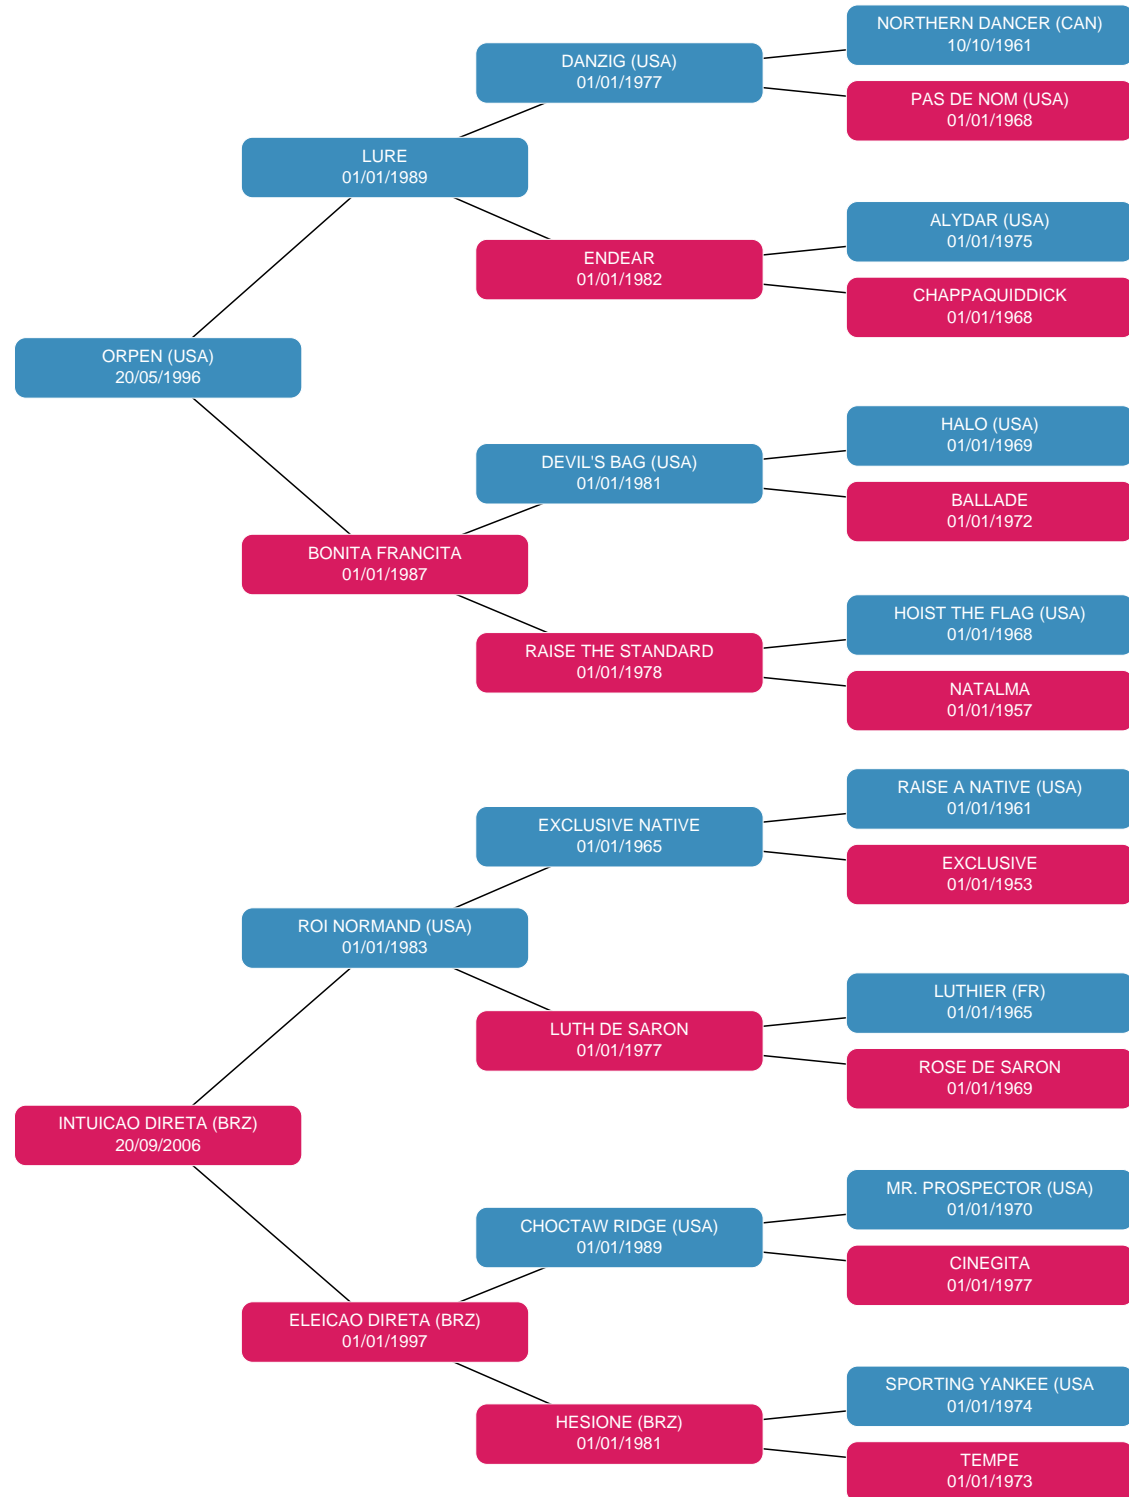 NORTHERN DANCER (CAN)
10/10/1961
DANZIG (USA)
01/01/1977
PAS DE NOM (USA)
01/01/1968
LURE
01/01/1989
ALYDAR (USA)
01/01/1975
ENDEAR
01/01/1982
CHAPPAQUIDDICK
01/01/1968
ORPEN (USA)
20/05/1996
HALO (USA)
01/01/1969
DEVIL'S BAG (USA)
01/01/1981
BALLADE
01/01/1972
BONITA FRANCITA
01/01/1987
HOIST THE FLAG (USA)
01/01/1968
RAISE THE STANDARD
01/01/1978
NATALMA
01/01/1957
RAISE A NATIVE (USA)
01/01/1961
EXCLUSIVE NATIVE
01/01/1965
EXCLUSIVE
01/01/1953
ROI NORMAND (USA)
01/01/1983
LUTHIER (FR)
01/01/1965
LUTH DE SARON
01/01/1977
ROSE DE SARON
01/01/1969
INTUICAO DIRETA (BRZ)
20/09/2006
MR. PROSPECTOR (USA)
01/01/1970
CHOCTAW RIDGE (USA)
01/01/1989
CINEGITA
01/01/1977
ELEICAO DIRETA (BRZ)
01/01/1997
SPORTING YANKEE (USA
01/01/1974
HESIONE (BRZ)
01/01/1981
TEMPE
01/01/1973